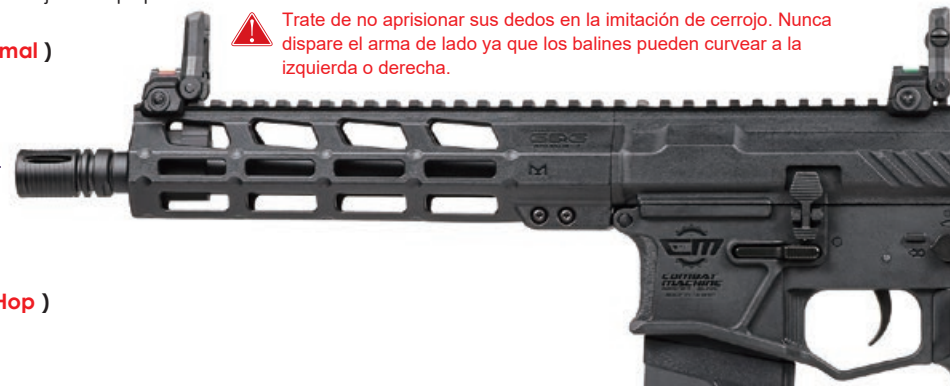 Trate de no aprisionar sus dedos en la imitación de cerrojo. Nunca
dispare el arma de lado ya que los balines pueden curvear a la
izquierda o derecha.
mal )
Hop )
G&G
M
CM
COMBAT
MACHINE